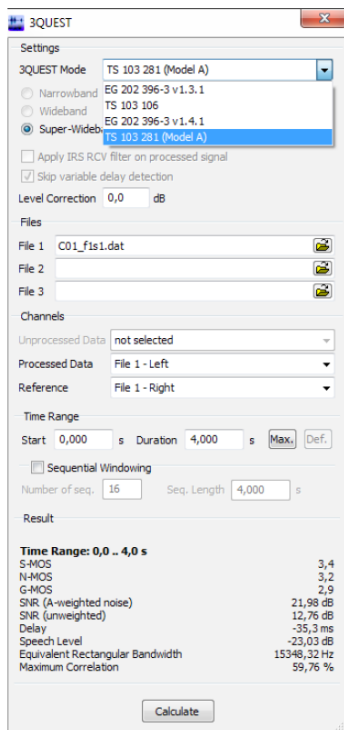 3QUEST
Settings
3QUEST Mode TS 103 281 (Model A)
Narrowband EG 202 396-3 v1.3.1
Wideband TS 103 106
EG 202 396-3 v1.4.1
Super-Wideb TS 103 281 (Model A)
Apply IRS RCV filter on processed signal
Skip variable delay detection
Level Correction 0,0 dB
Files
File 1 C01_f1s1.dat
File 2
File 3
Channels
Unprocessed Data not selected
Processed Data File 1 - Left
Reference File 1 - Right
Time Range
Start 0,000 s Duration 4,000 s Max. Def.
Sequential Windowing
Number of seq. 16 Seq. Length 4,000 s
Result
Time Range: 0,0 .. 4,0 s
S-MOS 3,4
N-MOS 3,2
G-MOS 2,9
SNR (A-weighted noise) 21,98 dB
SNR (unweighted) 12,76 dB
Delay -35,3 ms
Speech Level -23,03 dB
Equivalent Rectangular Bandwidth 15348,32 Hz
Maximum Correlation 59,76 %
Calculate